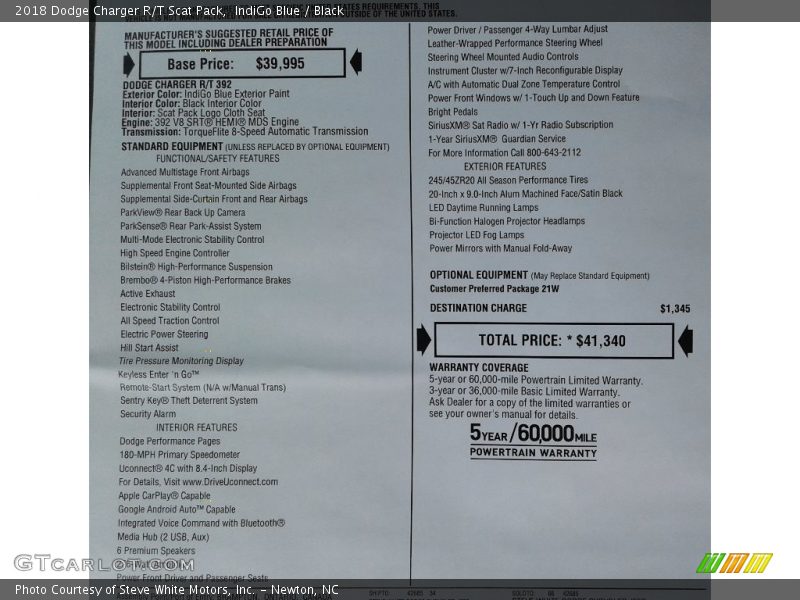 2018 Dodge Charger R/T Scat Pack, IndiGo Blue / Black
REQUIREMENTS. THIS
OUTSIDE OF THE UNITED STATES.
MANUFACTURER'S SUGGESTED RETAIL PRICE OF
THIS MODEL INCLUDING DEALER PREPARATION
Base Price: $39,995
DODGE CHARGER R/T 392
Exterior Color: IndiGo Blue Exterior Paint
Interior Color: Black Interior Color
Interior: Scat Pack Logo Cloth Seat
Engine: 392 V8 SRT® HEMI® MDS Engine
Transmission: TorqueFlite 8-Speed Automatic Transmission
STANDARD EQUIPMENT (UNLESS REPLACED BY OPTIONAL EQUIPMENT)
FUNCTIONAL/SAFETY FEATURES
Advanced Multistage Front Airbags
Supplemental Front Seat-Mounted Side Airbags
Supplemental Side-Curtain Front and Rear Airbags
ParkView® Rear Back Up Camera
ParkSense® Rear Park-Assist System
Multi-Mode Electronic Stability Control
High Speed Engine Controller
Bilstein® High-Performance Suspension
Brembo® 4-Piston High-Performance Brakes
Active Exhaust
Electronic Stability Control
All Speed Traction Control
Electric Power Steering
Hill Start Assist
Tire Pressure Monitoring Display
Keyless Enter 'n Go™
Remote-Start System (N/A w/Manual Trans)
Sentry Key® Theft Deterrent System
Security Alarm
INTERIOR FEATURES
Dodge Performance Pages
180-MPH Primary Speedometer
Uconnect® 4C with 8.4-Inch Display
For Details, Visit www.DriveUconnect.com
Apple CarPlay® Capable
Google Android Auto™ Capable
Integrated Voice Command with Bluetooth®
Media Hub (2 USB, Aux)
6 Premium Speakers
Power Front Driver and Passenger Seats
Power Driver / Passenger 4-Way Lumbar Adjust
Leather-Wrapped Performance Steering Wheel
Steering Wheel Mounted Audio Controls
Instrument Cluster w/7-Inch Reconfigurable Display
A/C with Automatic Dual Zone Temperature Control
Power Front Windows w/ 1-Touch Up and Down Feature
Bright Pedals
SiriusXM® Sat Radio w/ 1-Yr Radio Subscription
1-Year SiriusXM® Guardian Service
For More Information Call 800-643-2112
EXTERIOR FEATURES
245/45ZR20 All Season Performance Tires
20-Inch x 9.0-Inch Alum Machined Face/Satin Black
LED Daytime Running Lamps
Bi-Function Halogen Projector Headlamps
Projector LED Fog Lamps
Power Mirrors with Manual Fold-Away
OPTIONAL EQUIPMENT (May Replace Standard Equipment)
Customer Preferred Package 21W
DESTINATION CHARGE $1,345
TOTAL PRICE: * $41,340
WARRANTY COVERAGE
5-year or 60,000-mile Powertrain Limited Warranty.
3-year or 36,000-mile Basic Limited Warranty.
Ask Dealer for a copy of the limited warranties or
see your owner's manual for details.
5 YEAR / 60,000 MILE
POWERTRAIN WARRANTY
GTcarlot.com
Photo Courtesy of Steve White Motors, Inc. – Newton, NC